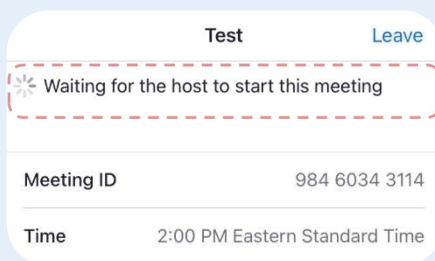 Test Leave
Waiting for the host to start this meeting
Meeting ID 984 6034 3114
Time 2:00 PM Eastern Standard Time